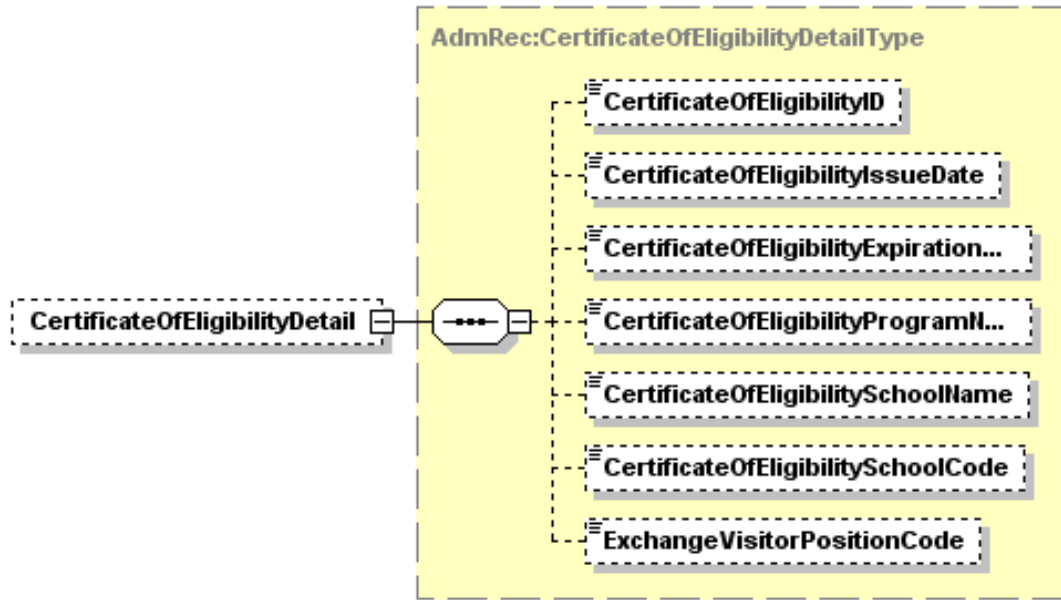 AdmRec:CertificateOfEligibilityDetailType
CertificateOfEligibilityID
CertificateOfEligibilityIssueDate
CertificateOfEligibilityExpiration...
CertificateOfEligibilityDetail
CertificateOfEligibilityProgramN...
CertificateOfEligibilitySchoolName
CertificateOfEligibilitySchoolCode
ExchangeVisitorPositionCode